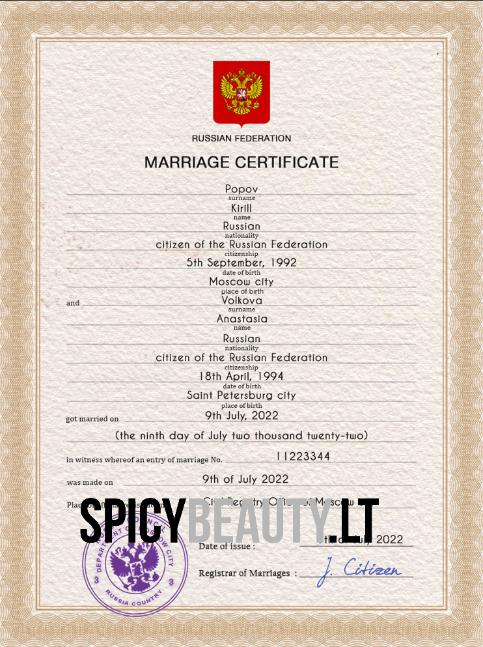 RUSSIAN FEDERATION
MARRIAGE CERTIFICATE
Popov
surname
Kirill
name
Russian
nationality
citizen of the Russian Federation
citizenship
5th September, 1992
date of birth
Moscow city
place of birth
and
Volkova
surname
Anastasia
name
Russian
nationality
citizen of the Russian Federation
citizenship
18th April, 1994
date of birth
Saint Petersburg city
place of birth
got married on 9th July, 2022
(the ninth day of July two thousand twenty-two)
in witness whereof an entry of marriage No. 11223344
was made on 9th of July 2022
Civil Registry Office of Moscow
SPICYBEAUTY.LT
Date of issue : 2022
Registrar of Marriages : J. Citizen
DEPARTMENT MOSCOW CITY
RUSSIA COUNTRY